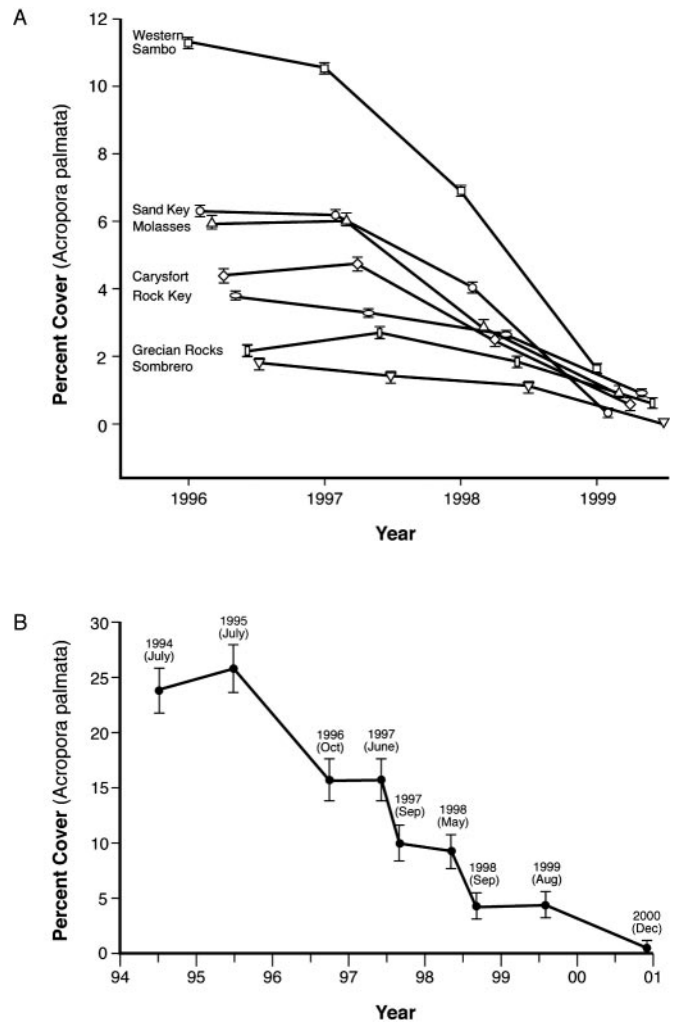 A
Percent Cover (Acropora palmata)
12
10
8
6
4
2
0
Western
Sambo
Sand Key
Molasses
Carysfort
Rock Key
Grecian Rocks
Sombrero
1996 1997 1998 1999
Year
B
Percent Cover (Acropora palmata)
30
25
20
15
10
5
0
1994
(July)
1995
(July)
1996
(Oct)
1997
(June)
1997
(Sep)
1998
(May)
1998
(Sep)
1999
(Aug)
2000
(Dec)
94 95 96 97 98 99 00 01
Year